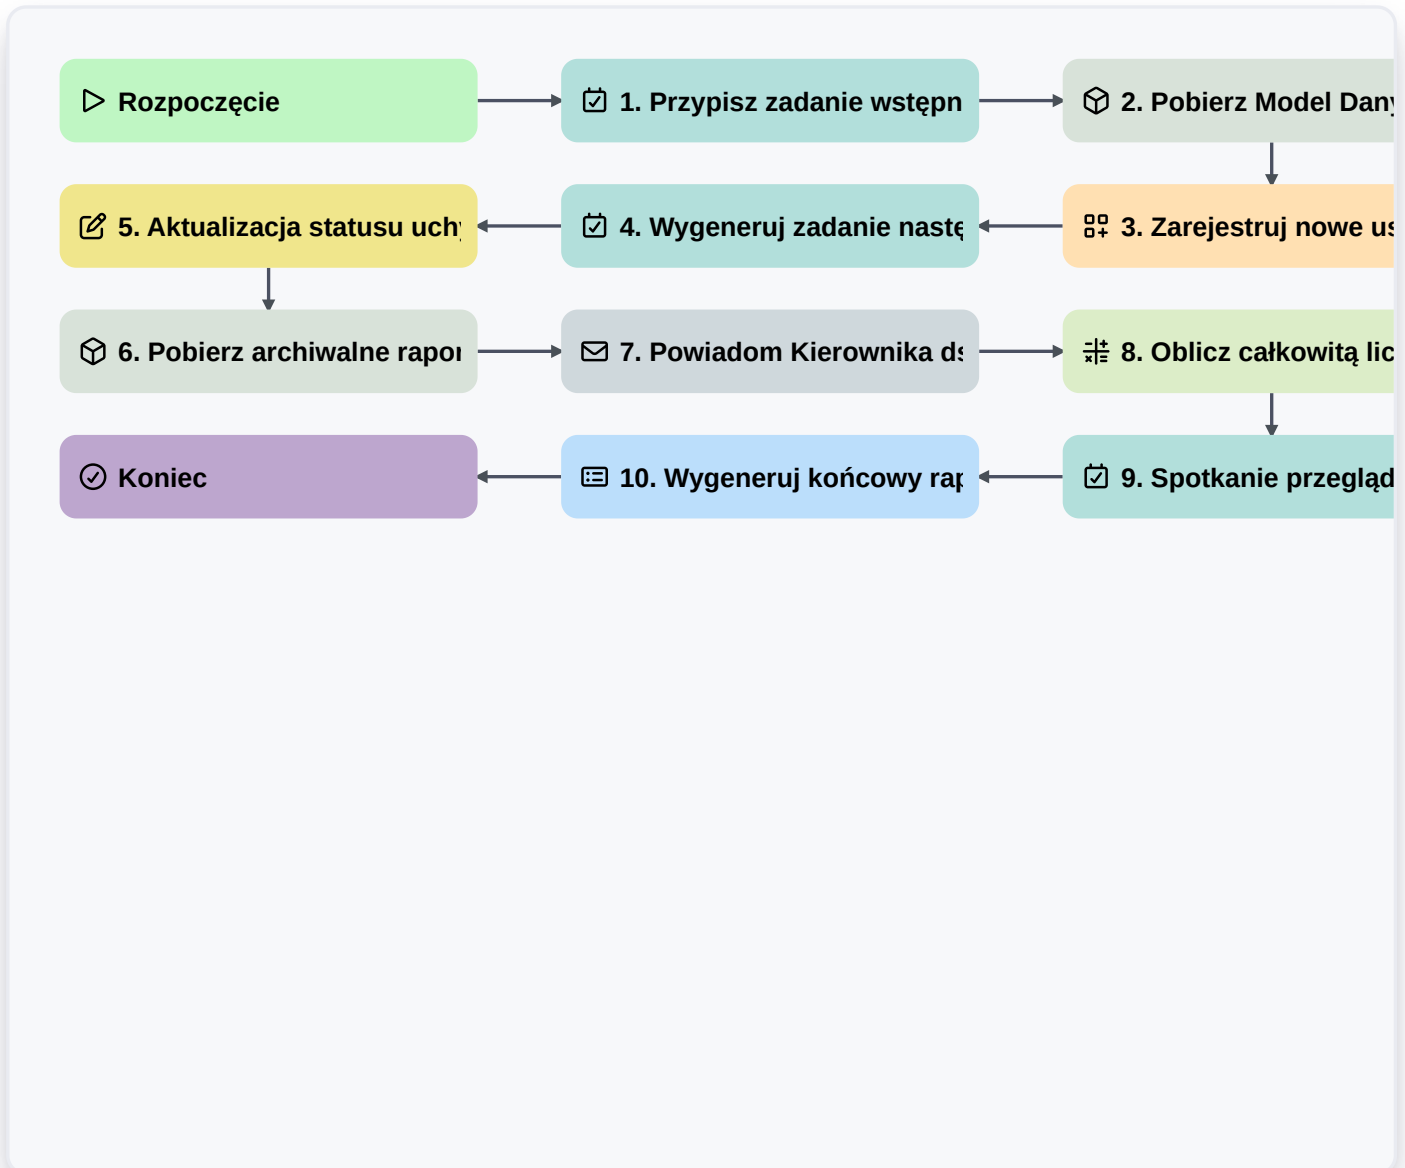 Rozpoczęcie
1. Przypisz zadanie wstępn
2. Pobierz Model Dany
5. Aktualizacja statusu uchy
4. Wygeneruj zadanie nastę
3. Zarejestruj nowe us
6. Pobierz archiwalne rapor
7. Powiadom Kierownika ds
8. Oblicz całkowitą lic
Koniec
10. Wygeneruj końcowy rap
9. Spotkanie przegląd